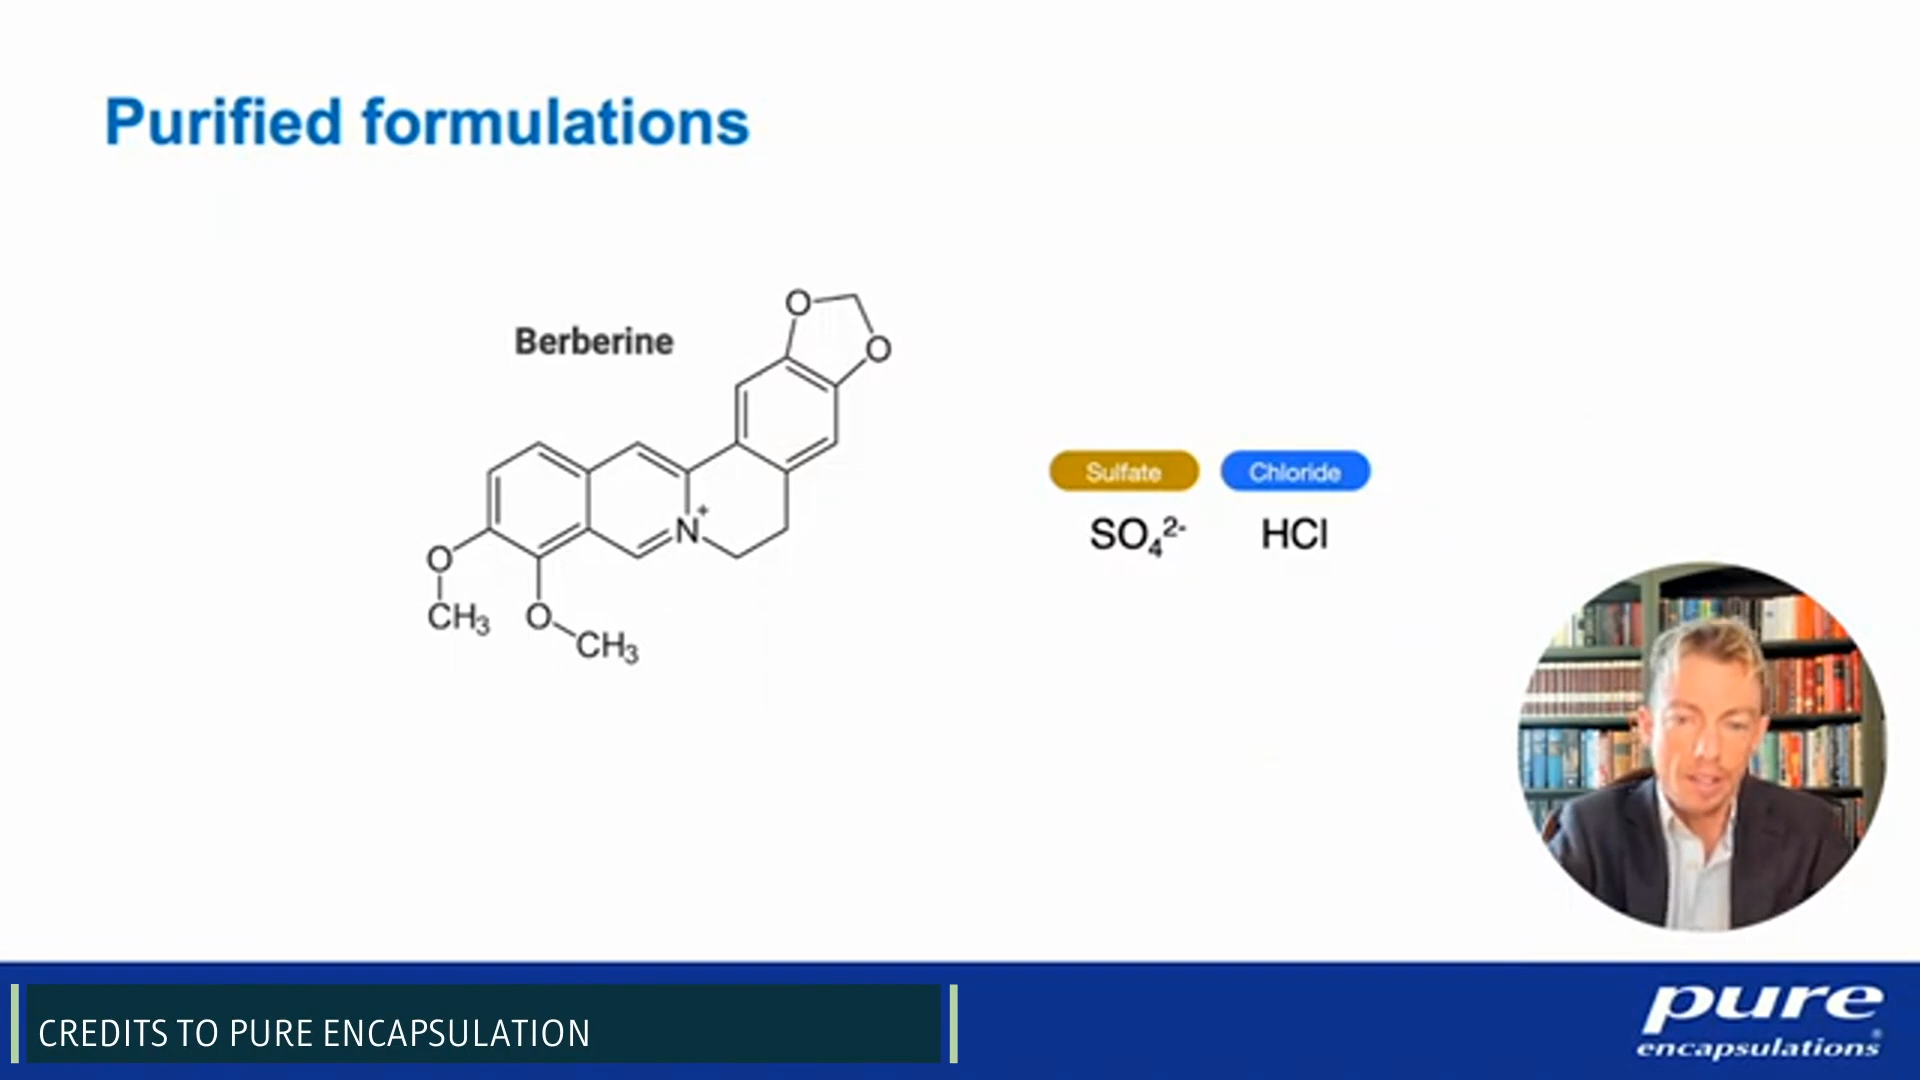 Purified formulations
Berberine
O
O
N+
O
CH₃
O
CH₃
Sulfate Chloride
SO₄²⁻ HCl
CREDITS TO PURE ENCAPSULATION
pure
encapsulations®